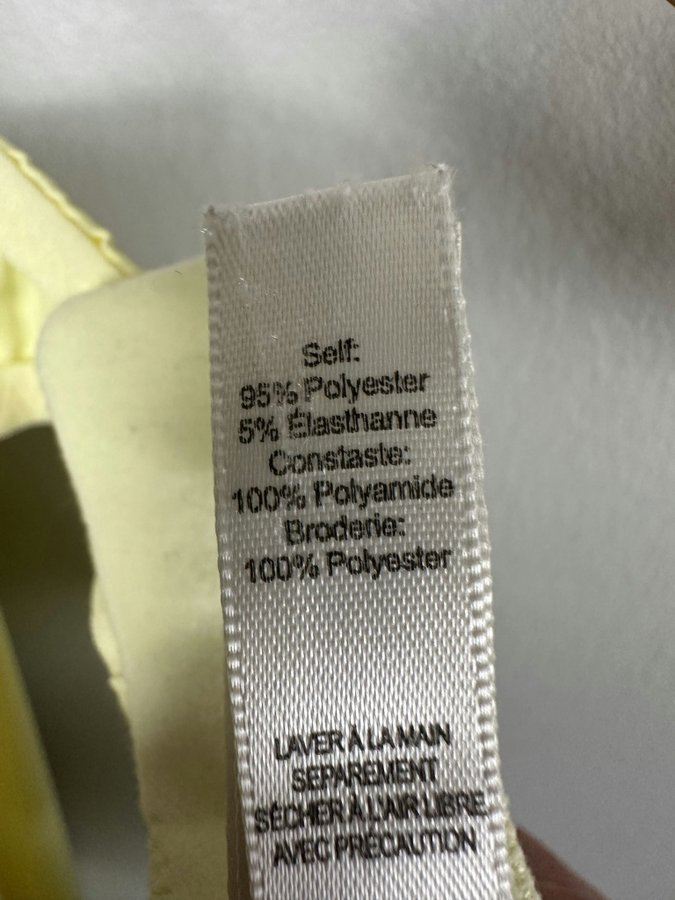 Self:
95% Polyester
5% Élasthanne
Constaste:
100% Polyamide
Broderie:
100% Polyester
LAVER À LA MAIN
SEPAREMENT
SÉCHER À L'AIR LIBRE
AVEC PRÉCAUTION